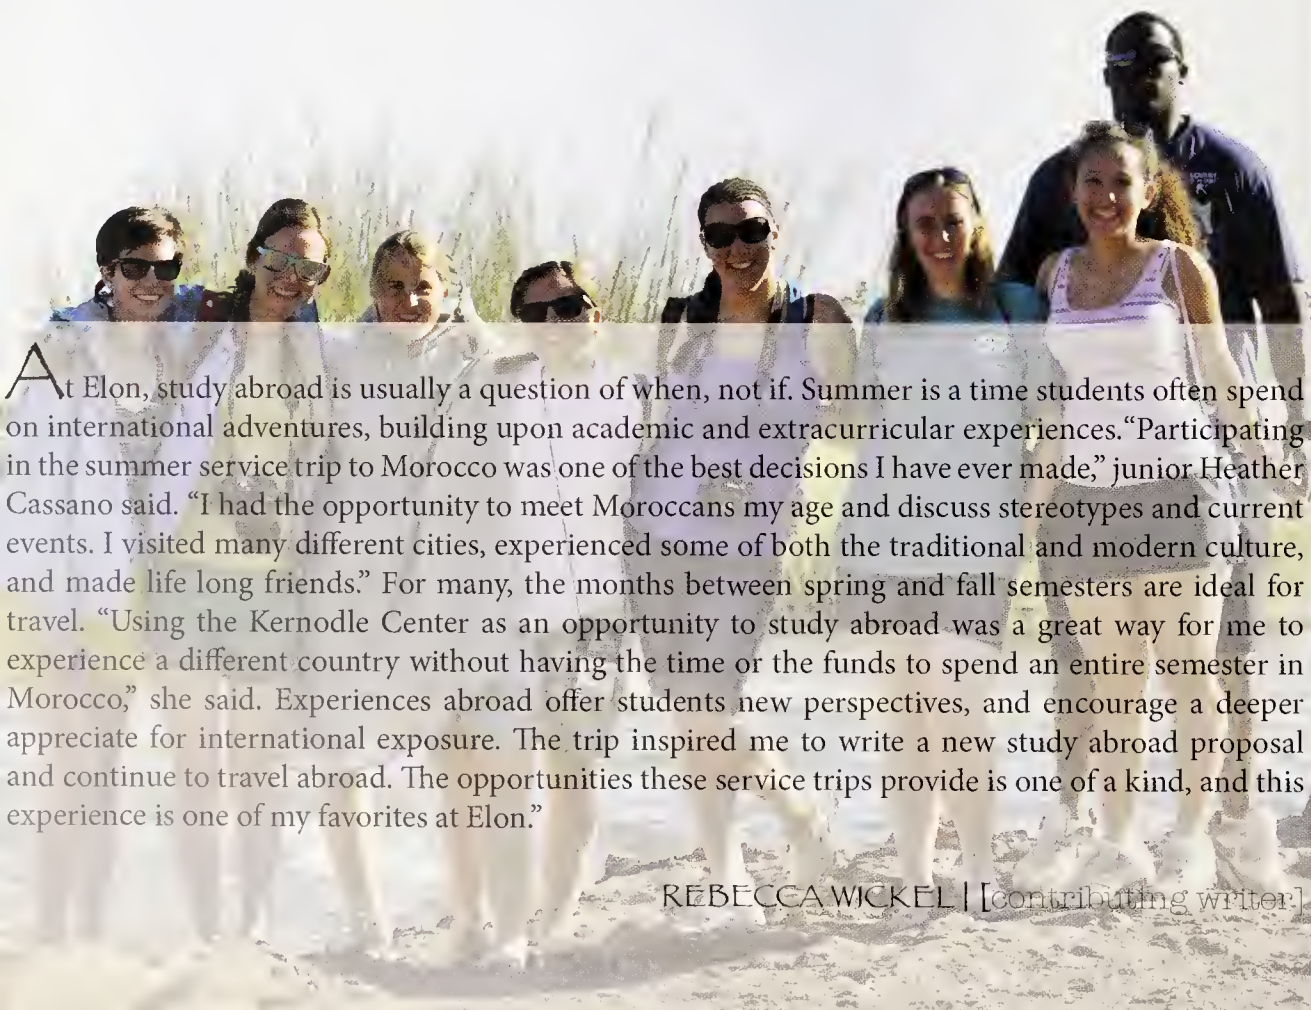 At Elon, study abroad is usually a question of when, not if. Summer is a time students often spend
on international adventures, building upon academic and extracurricular experiences.“Participating
in the summer service trip to Morocco was one of the best decisions I have ever made,” junior Heather
Cassano said. “I had the opportunity to meet Moroccans my age and discuss stereotypes and current
events. I visited many different cities, experienced some of both the traditional and modern culture,
and made life long friends.” For many, the months between spring and fall semesters are ideal for
travel. “Using the Kernodle Center as an opportunity to study abroad was a great way for me to
experience a different country without having the time or the funds to spend an entire semester in
Morocco,” she said. Experiences abroad offer students new perspectives, and encourage a deeper
appreciate for international exposure. The trip inspired me to write a new study abroad proposal
and continue to travel abroad. The opportunities these service trips provide is one of a kind, and this
experience is one of my favorites at Elon.”
REBECCA WICKEL | [contributing writer]